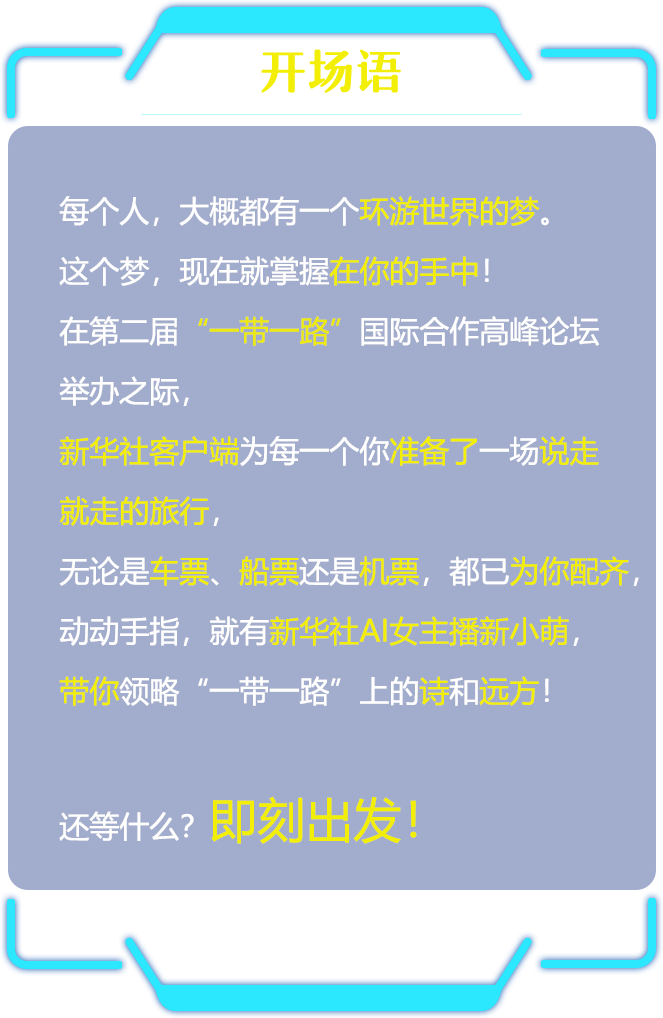 开场语
每个人，大概都有一个环游世界的梦。
这个梦，现在就掌握在你的手中！
在第二届“一带一路”国际合作高峰论坛
举办之际，
新华社客户端为每一个你准备了一场说走
就走的旅行，
无论是车票、船票还是机票，都已为你配齐，
动动手指，就有新华社AI女主播新小萌，
带你领略“一带一路”上的诗和远方！
还等什么？即刻出发！